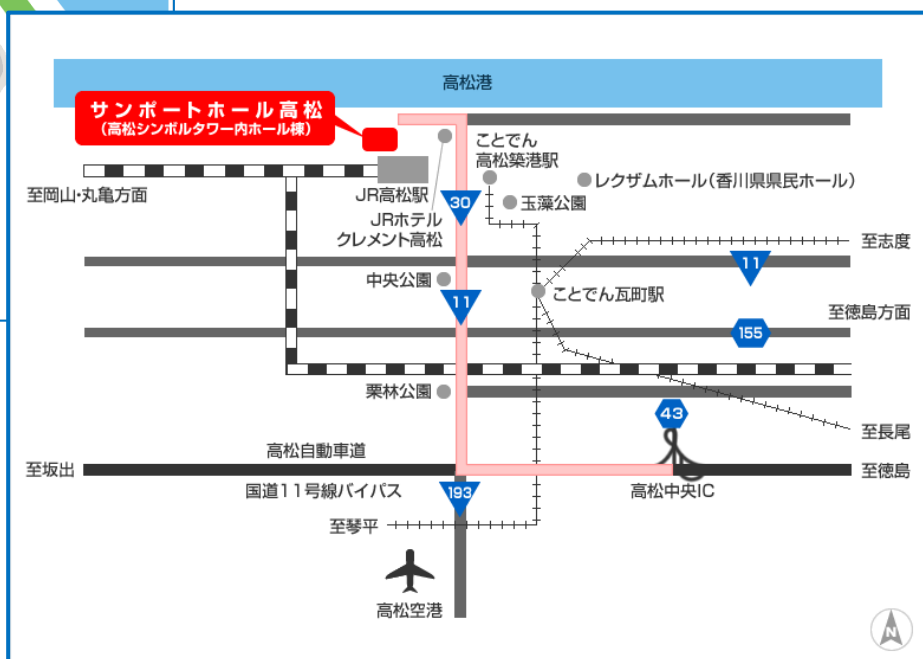 高松港
サンポートホール高松
(高松シンボルタワー内ホール棟)
ことでん
高松築港駅
レクザムホール(香川県県民ホール)
至岡山・丸亀方面
JR高松駅
玉藻公園
30
JRホテル
クレメント高松
至志度
中央公園
11
11
ことでん瓦町駅
至徳島方面
155
栗林公園
43
至長尾
高松自動車道
至坂出
至徳島
国道11号線バイパス
193
高松中央IC
至琴平
高松空港
N